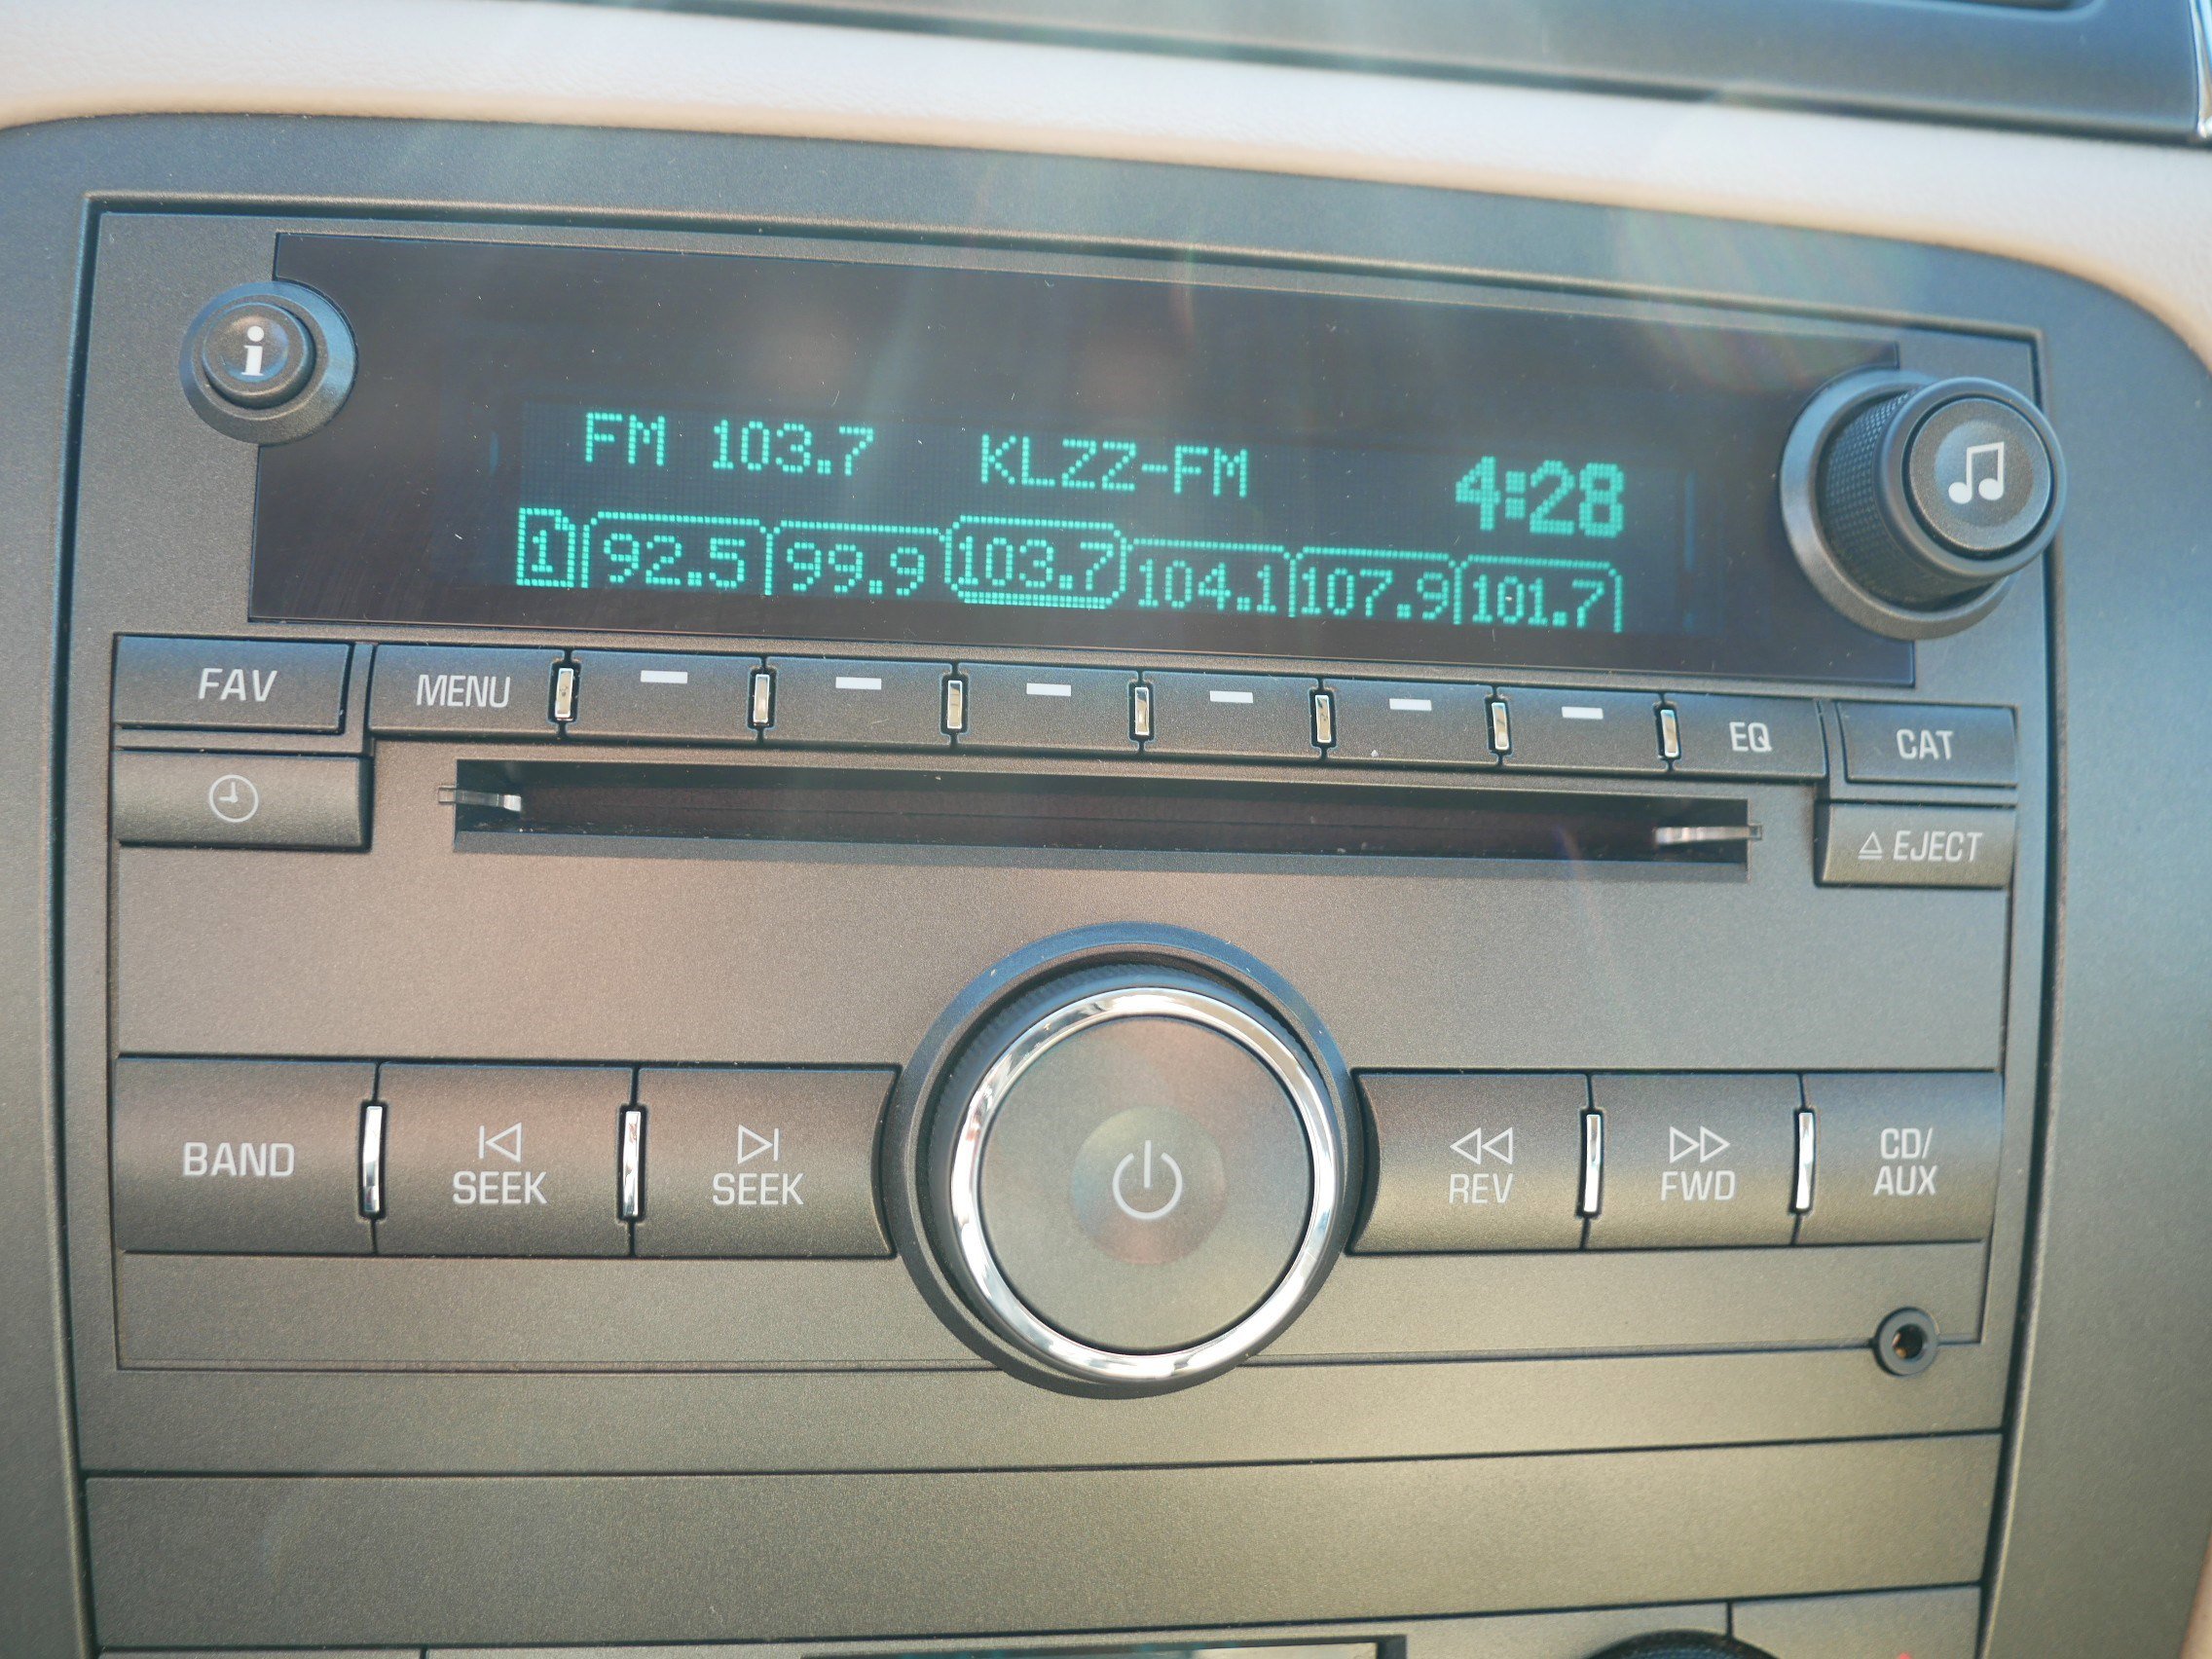 i
FM 103.7 KLZZ-FM 4:28
1 92.5 99.9 103.7 104.1 107.9 101.7
FAV MENU EQ CAT
EJECT
BAND SEEK SEEK REV FWD CD/
AUX